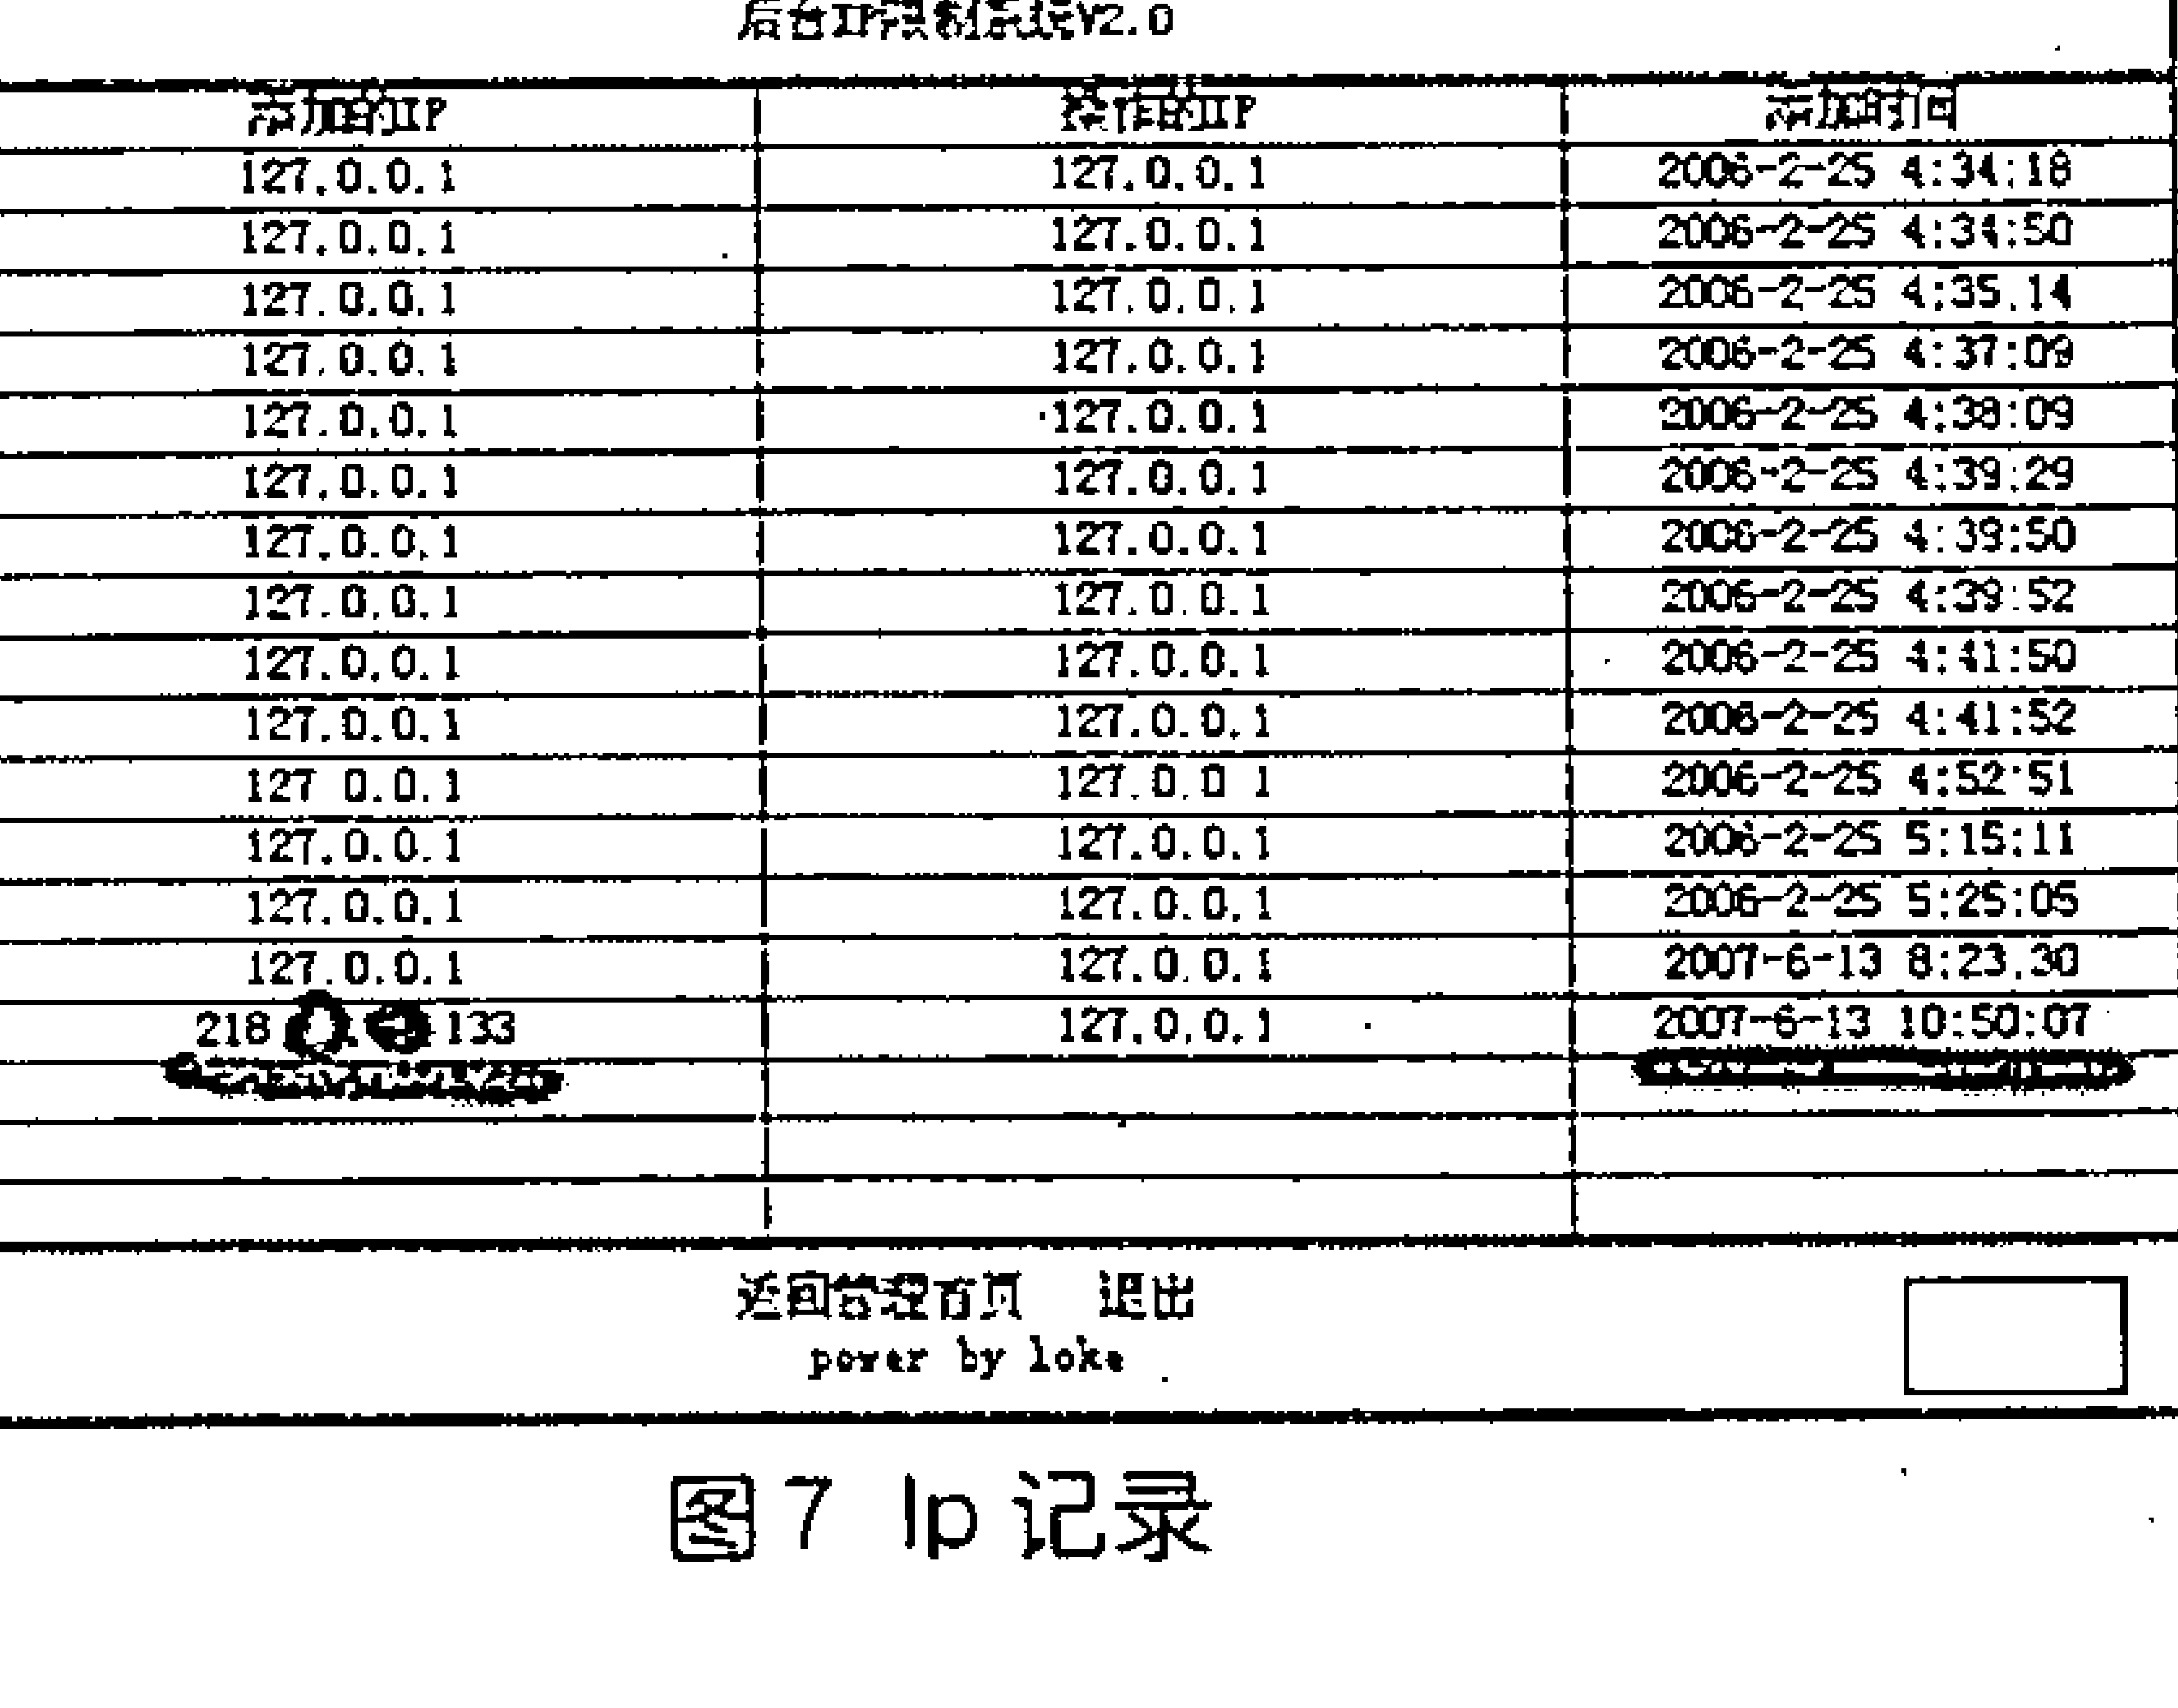 后台IP限制系统V2.0
添加的IP 操作的IP 添加时间
127.0.0.1 127.0.0.1 2006-2-25 4:34:18
127.0.0.1 127.0.0.1 2006-2-25 4:34:50
127.0.0.1 127.0.0.1 2006-2-25 4:35.14
127.0.0.1 127.0.0.1 2006-2-25 4:37:09
127.0.0.1 127.0.0.1 2006-2-25 4:38:09
127.0.0.1 127.0.0.1 2006-2-25 4:39:29
127.0.0.1 127.0.0.1 2006-2-25 4:39:50
127.0.0.1 127.0.0.1 2006-2-25 4:39:52
127.0.0.1 127.0.0.1 2006-2-25 4:41:50
127.0.0.1 127.0.0.1 2006-2-25 4:41:52
127 0.0.1 127.0.0 1 2006-2-25 4:52:51
127.0.0.1 127.0.0.1 2006-2-25 5:15:11
127.0.0.1 127.0.0.1 2006-2-25 5:25:05
127.0.0.1 127.0.0.1 2007-6-13 8:23.30
218 133 127.0.0.1 2007-6-13 10:50:07
返回管理首页 退出
power by loke
图7 Ip 记录